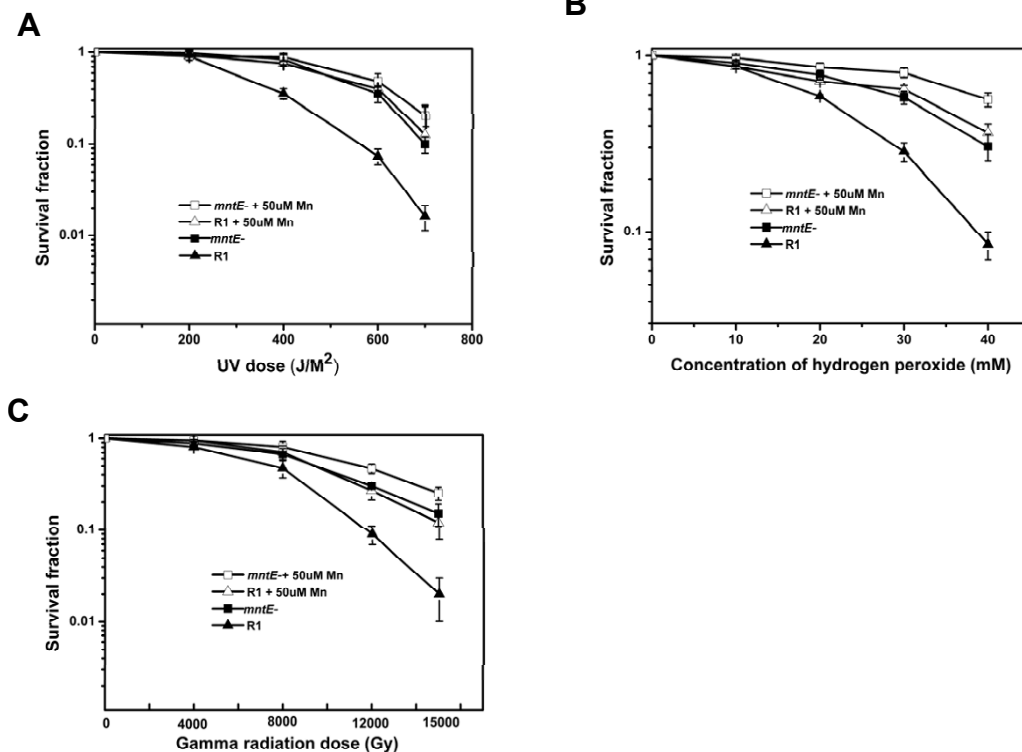 A
1
0.1
0.01
Survival fraction
mntE- + 50uM Mn
R1 + 50uM Mn
mntE-
R1
0 200 400 600 800
UV dose (J/M2)
B
1
0.1
Survival fraction
mntE- + 50uM Mn
R1 + 50uM Mn
mntE-
R1
0 10 20 30 40
Concentration of hydrogen peroxide (mM)
C
1
0.1
0.01
Survival fraction
mntE-+ 50uM Mn
R1 + 50uM Mn
mntE-
R1
0 4000 8000 12000 15000
Gamma radiation dose (Gy)